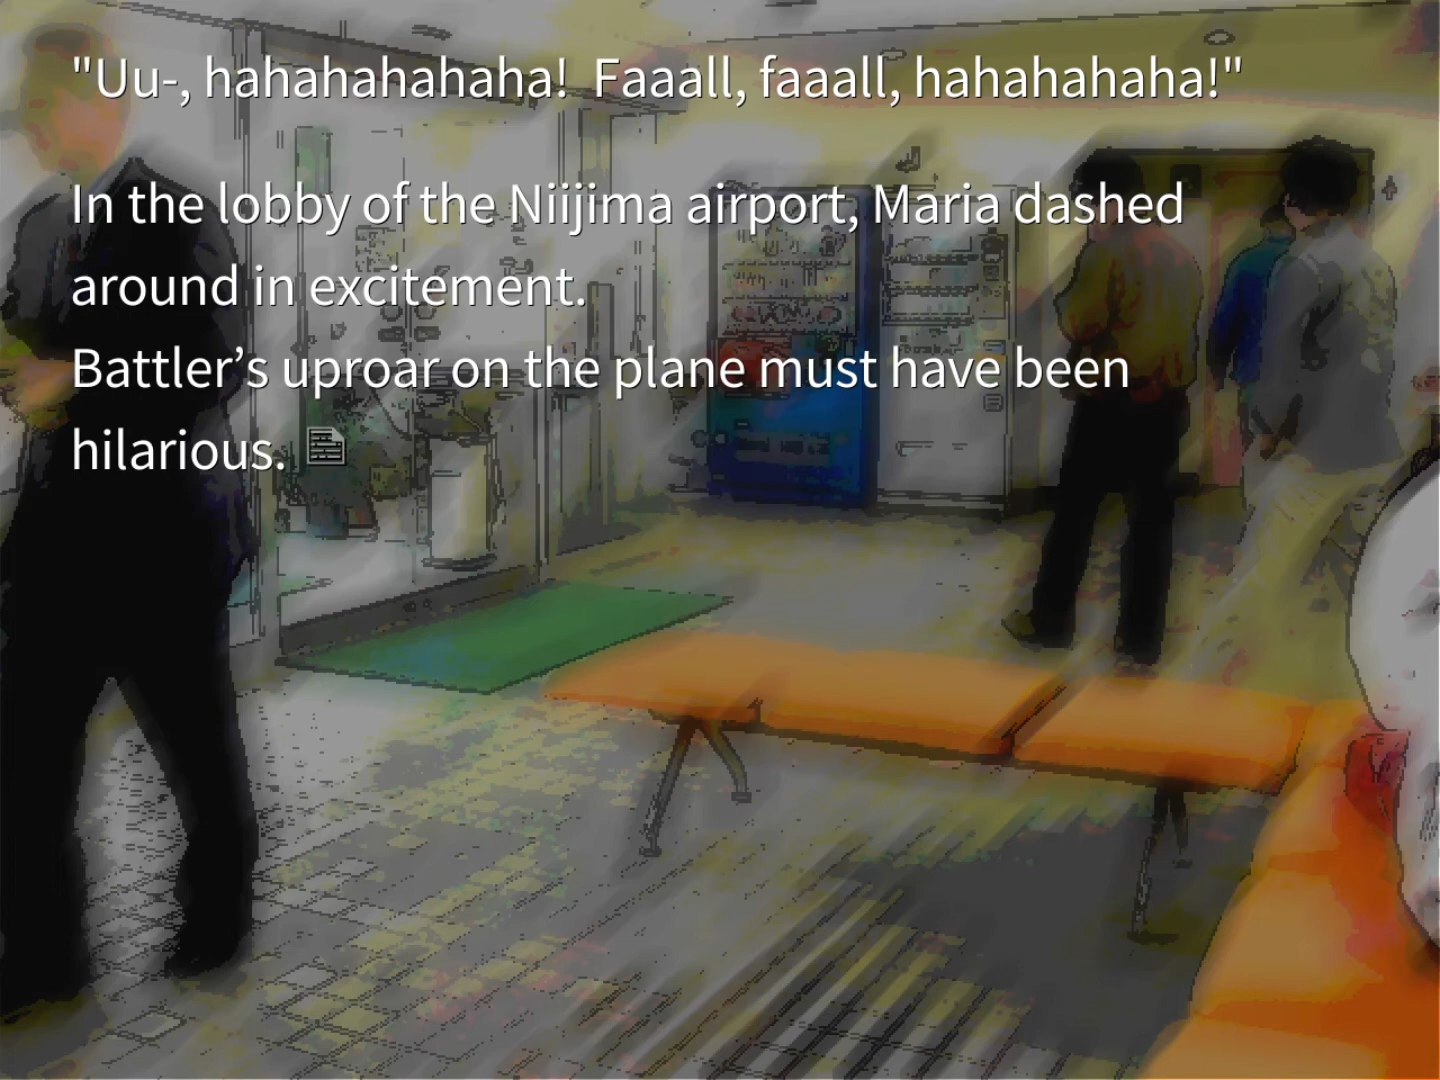 "Uu-, hahahahahaha!  Faaall, faaall, hahahahaha!"
In the lobby of the Niijima airport, Maria dashed
around in excitement.
Battler’s uproar on the plane must have been
hilarious.